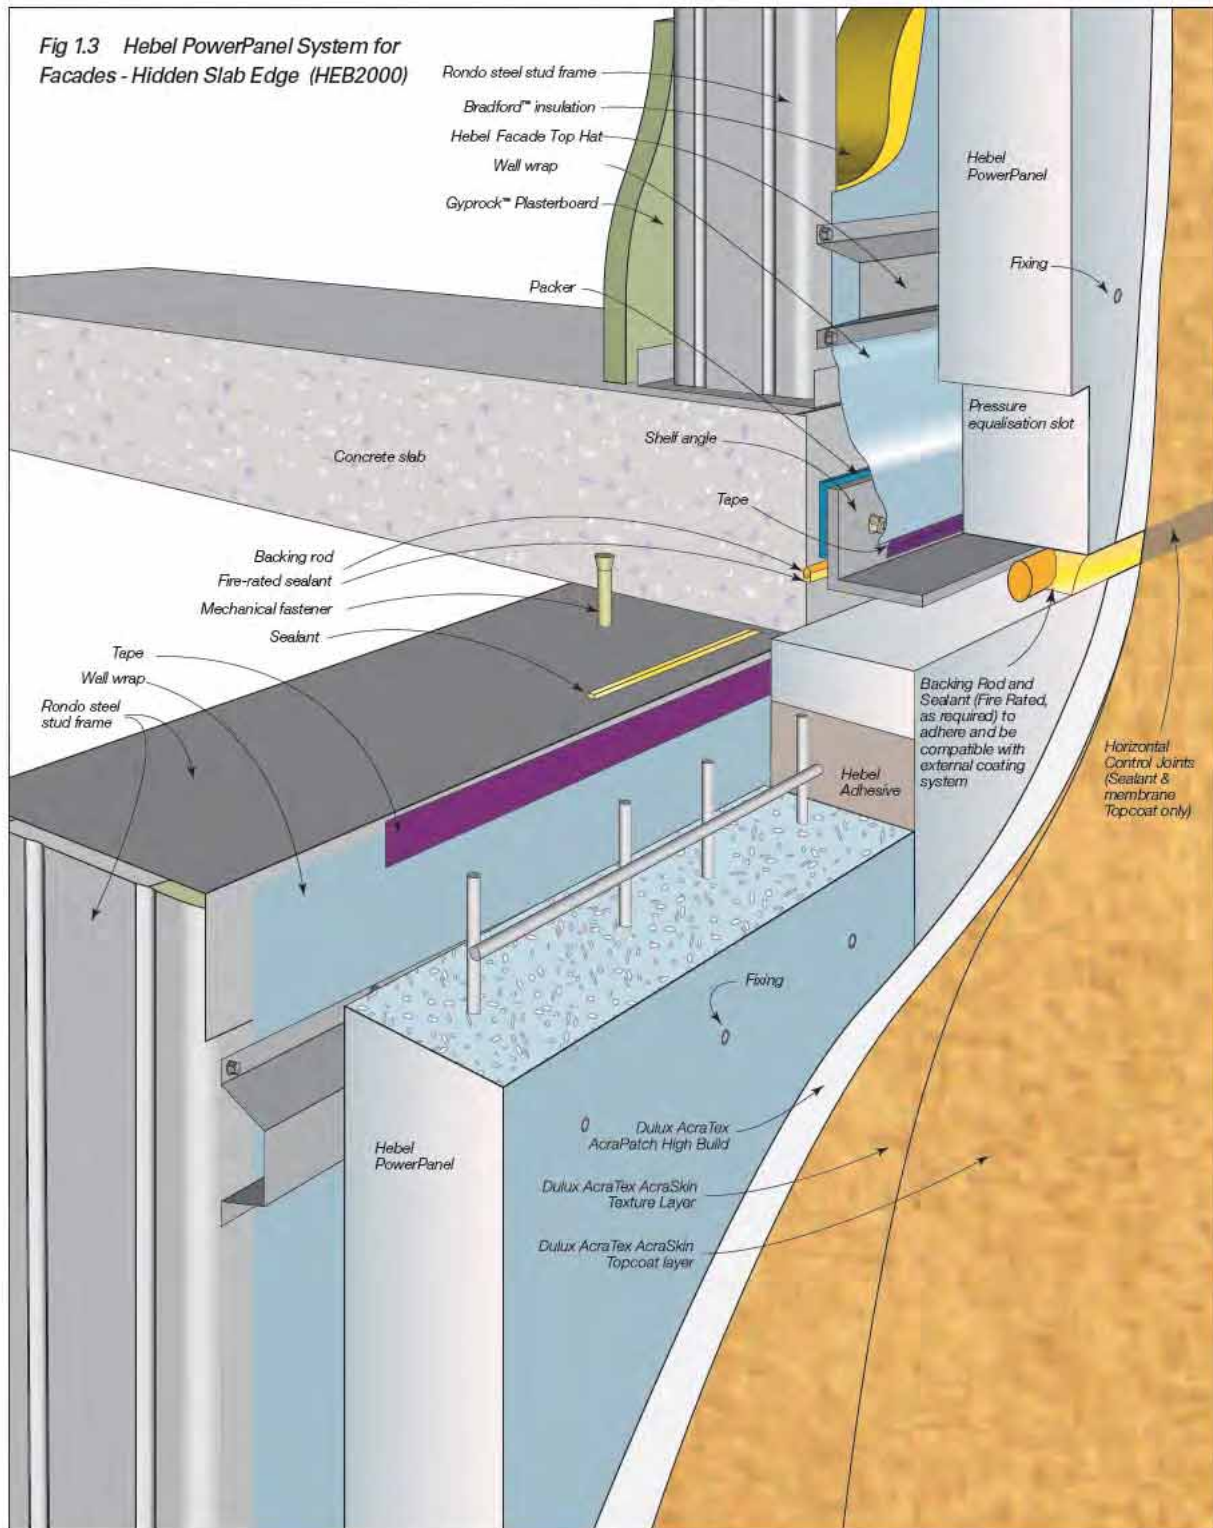 Fig 1.3 Hebel PowerPanel System for
Facades - Hidden Slab Edge (HEB2000)
Rondo steel stud frame
Bradford™ insulation
Hebel Facade Top Hat
Wall wrap
Gyprock™ Plasterboard
Hebel
PowerPanel
Fixing
Packer
Pressure
equalisation slot
Shelf angle
Concrete slab
Tape
Backing rod
Fire-rated sealant
Mechanical fastener
Sealant
Tape
Wall wrap
Rondo steel
stud frame
Backing Rod and
Sealant (Fire Rated,
as required) to
adhere and be
compatible with
external coating
system
Horizontal
Control Joints
(Sealant &
membrane
Topcoat only)
Hebel
Adhesive
Fixing
Hebel
PowerPanel
Dulux AcraTex
AcraPatch High Build
Dulux AcraTex AcraSkin
Texture Layer
Dulux AcraTex AcraSkin
Topcoat layer